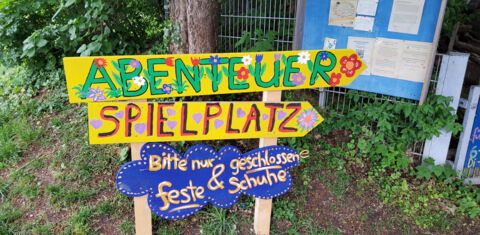 ABENTEUER
SPIELPLATZ
Bitte nur geschlossene
feste & Schuhe